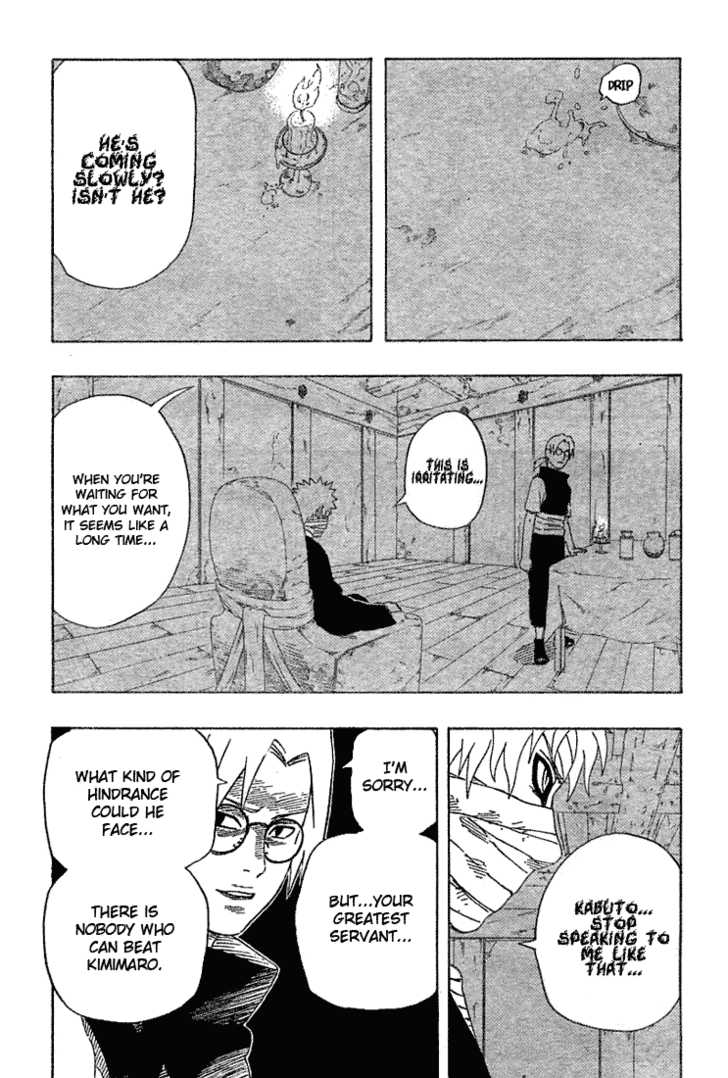 DRIP
HE'S
COMING
SLOWLY?
ISN'T HE?
THIS IS
IRRITATING...
WHEN YOU'RE
WAITING FOR
WHAT YOU WANT,
IT SEEMS LIKE A
LONG TIME...
KABUTO...
STOP
SPEAKING TO
ME LIKE
THAT...
I'M
SORRY...
BUT...YOUR
GREATEST
SERVANT...
WHAT KIND OF
HINDRANCE
COULD HE
FACE...
THERE IS
NOBODY WHO
CAN BEAT
KIMIMARO.